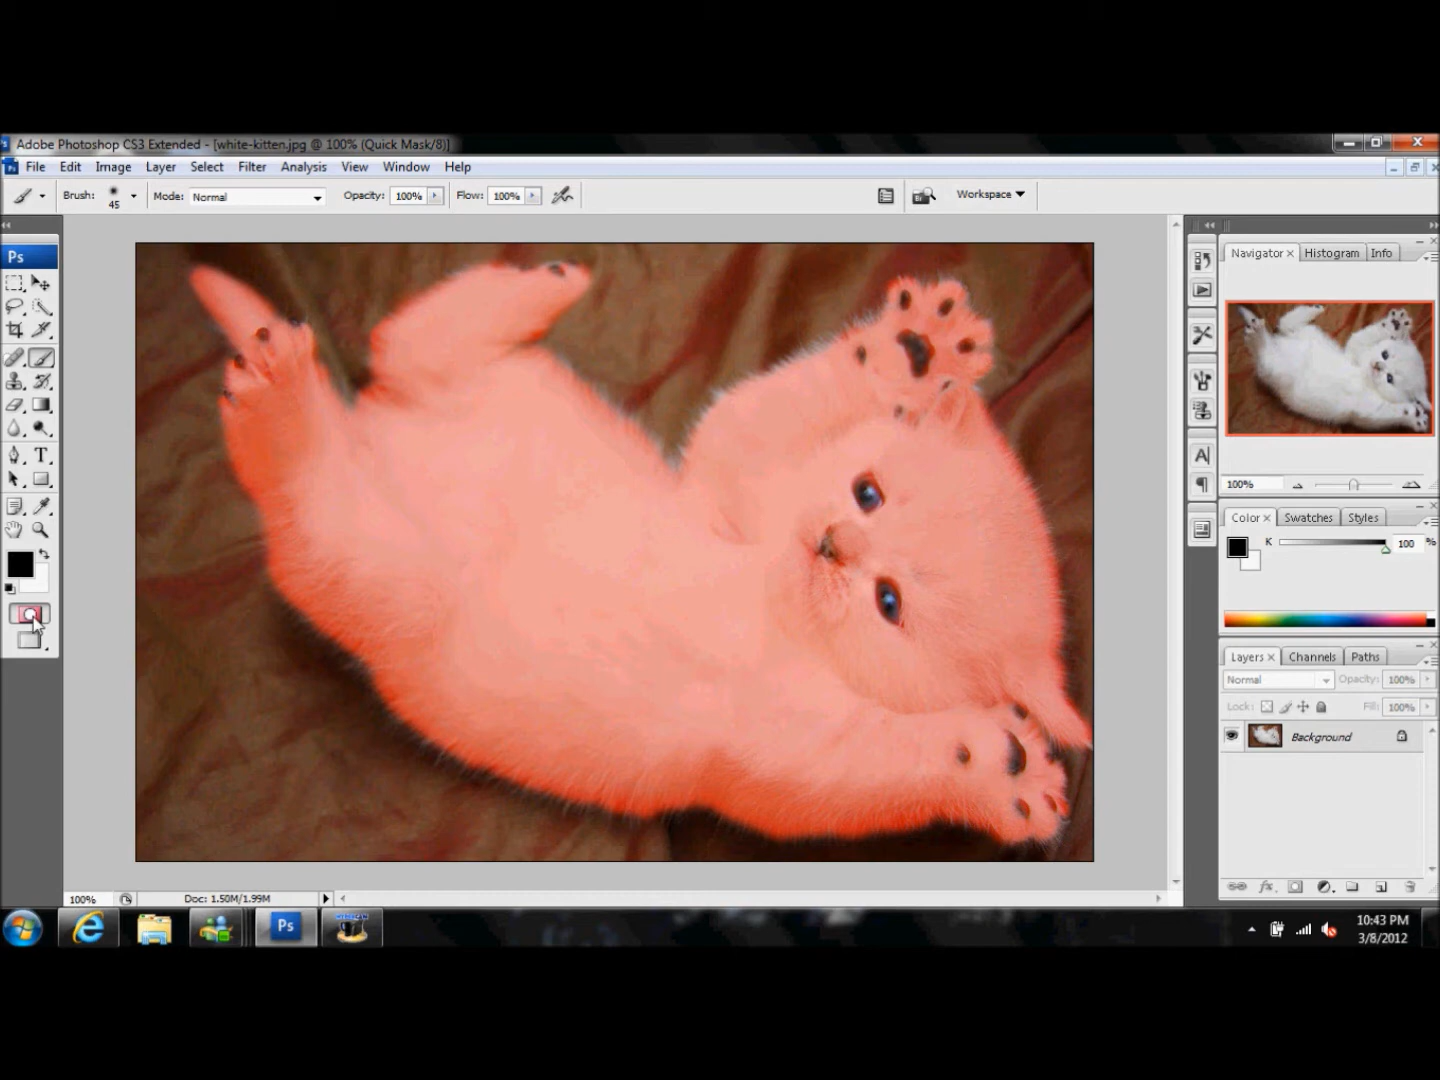 Adobe Photoshop CS3 Extended - [white-kitten.jpg @ 100% (Quick Mask/8)]
File Edit Image Layer Select Filter Analysis View Window Help
Brush: 45 Mode: Normal Opacity: 100% Flow: 100% Workspace
Ps
Navigator Histogram Info
100%
Color Swatches Styles
K 100 %
Layers Channels Paths
Normal Opacity: 100%
Lock: Fill: 100%
Background
100% Doc: 1.50M/1.99M
Ps
10:43 PM
3/8/2012